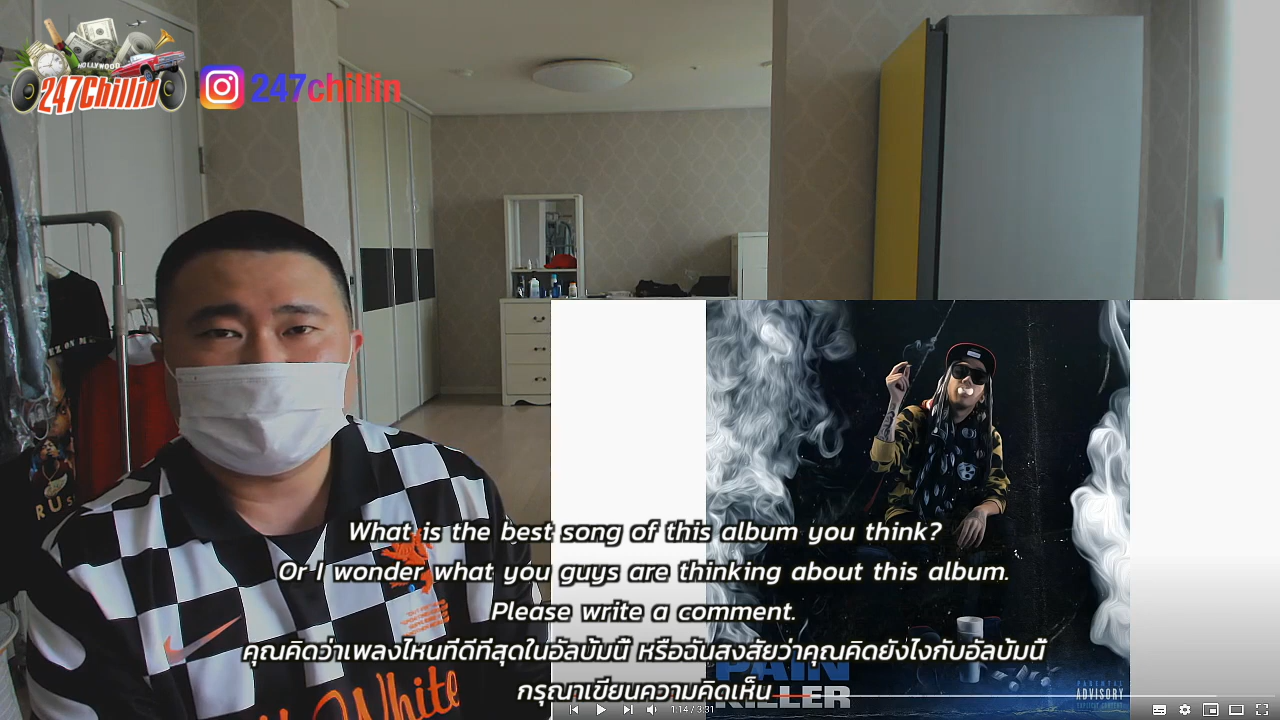 HOLLYWOOD
247Chillin
247chillin
What is the best song of this album you think?
Or I wonder what you guys are thinking about this album.
Please write a comment.
คุณคิดว่าเพลงไหนที่ดีที่สุดในอัลบั้มนี้ หรือฉันสงสัยว่าคุณคิดยังไงกับอัลบั้มนี้
กรุณาเขียนความคิดเห็น
PAIN
KILLER
PARENTAL
ADVISORY
EXPLICIT CONTENT
1:14 / 3:31
White